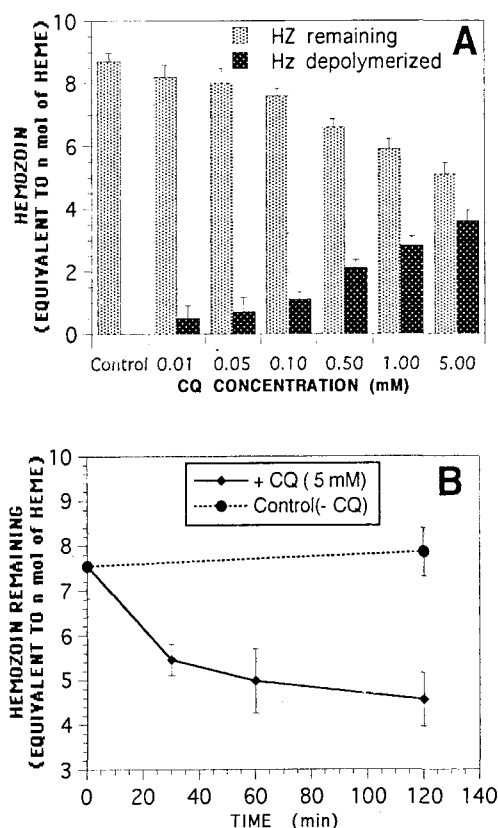 10
8
6
4
2
0
HEMOZOIN
(EQUIVALENT TO n mol of HEME)
HZ remaining
Hz depolymerized
A
Control 0.01 0.05 0.10 0.50 1.00 5.00
CQ CONCENTRATION (mM)
10
9
8
7
6
5
4
3
HEMOZOIN REMAINING
(EQUIVALENT TO n mol of HEME)
+ CQ ( 5 mM)
Control(- CQ)
B
0 20 40 60 80 100 120 140
TIME (min)